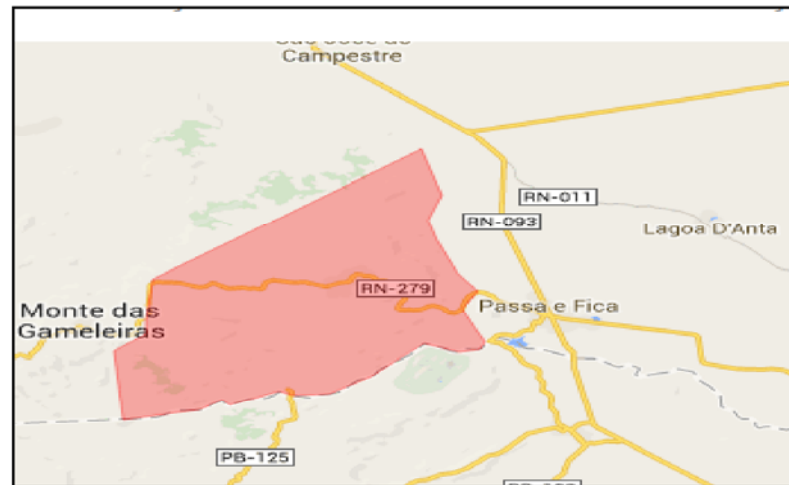 Campestre
RN-011
RN-093
Lagoa D'Anta
RN-279
Passa e Fica
Monte das
Gameleiras
PB-125